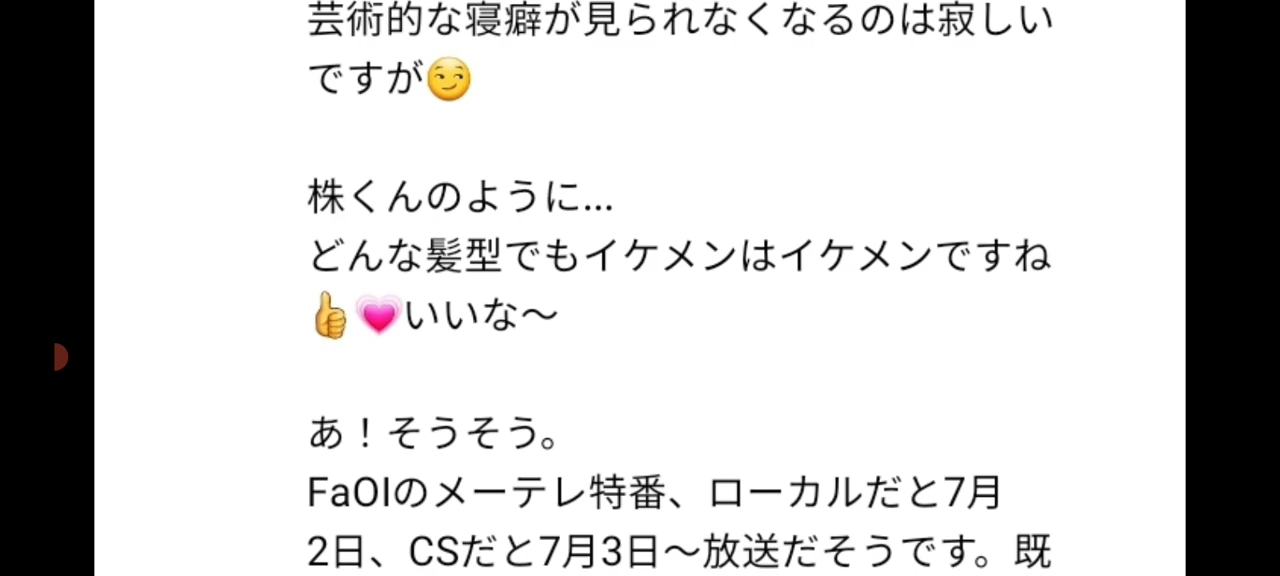 芸術的な寝癖が見られなくなるのは寂しい
ですが😏
株くんのように...
どんな髪型でもイケメンはイケメンですね
👍💗いいな〜
あ！そうそう。
FaOIのメーテレ特番、ローカルだと7月
2日、CSだと7月3日〜放送だそうです。既